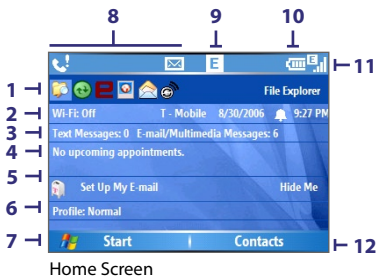 8 9 10
E E 11
1 File Explorer
2 Wi-Fi: Off T - Mobile 8/30/2006 9:27 PM
3 Text Messages: 0 E-mail/Multimedia Messages: 6
4 No upcoming appointments.
5 Set Up My E-mail Hide Me
6 Profile: Normal
7 Start Contacts 12
Home Screen